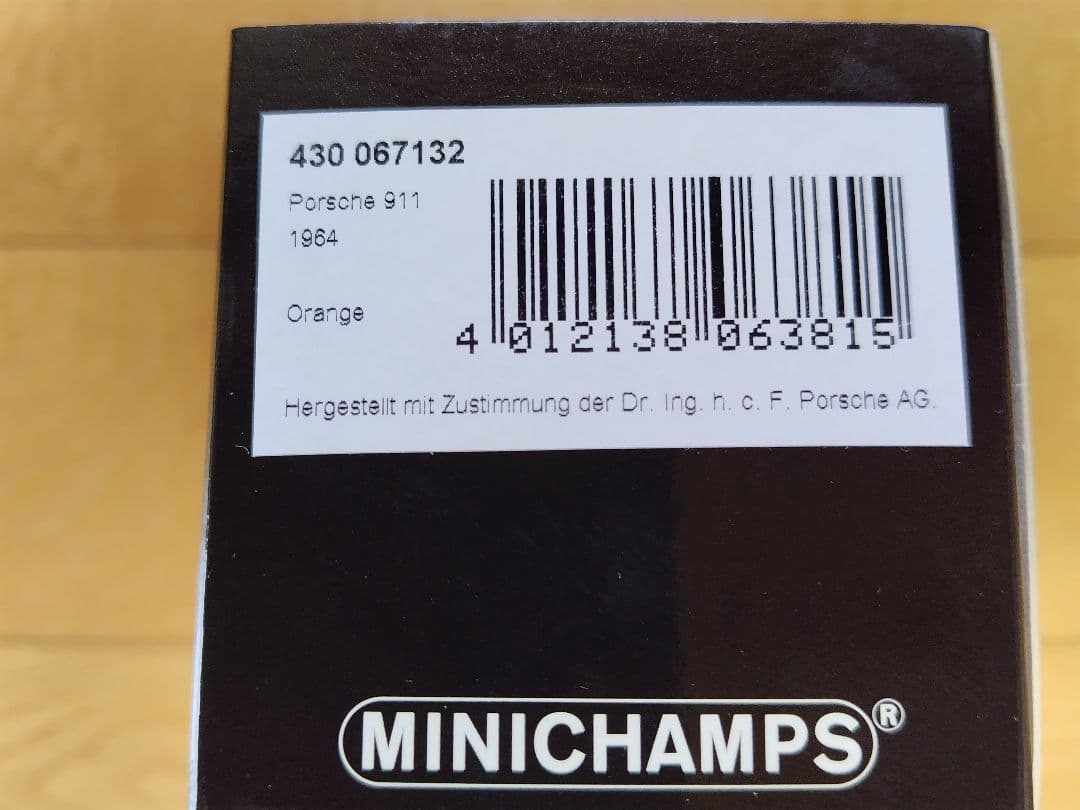 430 067132
Porsche 911
1964
Orange
4 012138 063815
Hergestellt mit Zustimmung der Dr. Ing. h. c. F. Porsche AG.
MINICHAMPS®